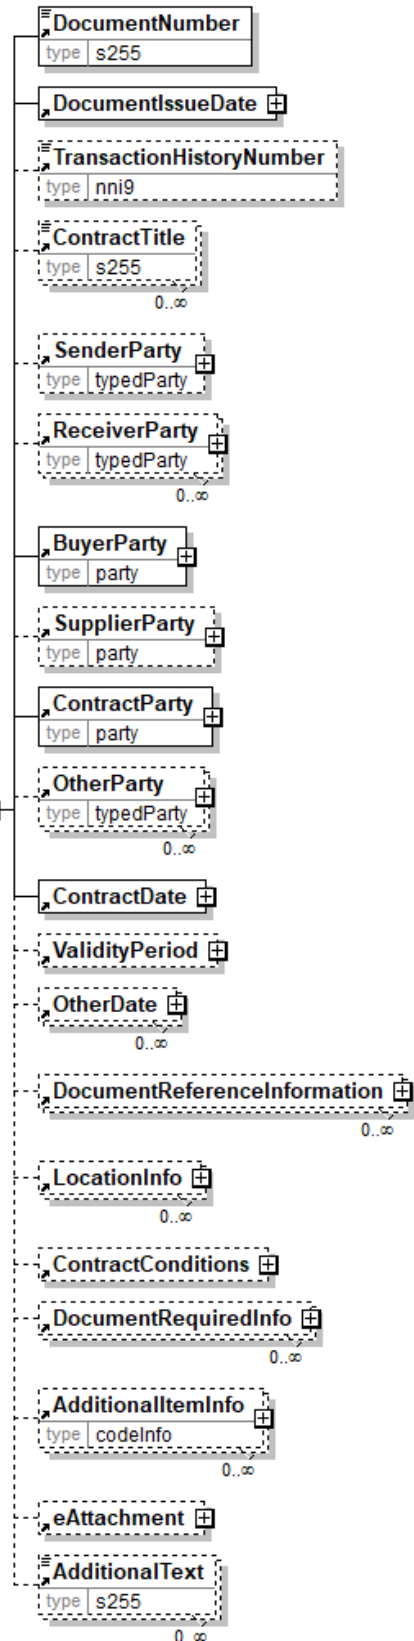 DocumentNumber
type s255
DocumentIssueDate
TransactionHistoryNumber
type nni9
ContractTitle
type s255
0..∞
SenderParty
type typedParty
ReceiverParty
type typedParty
0..∞
BuyerParty
type party
SupplierParty
type party
ContractParty
type party
OtherParty
type typedParty
0..∞
ContractDate
ValidityPeriod
OtherDate
0..∞
DocumentReferenceInformation
0..∞
LocationInfo
0..∞
ContractConditions
DocumentRequiredInfo
0..∞
AdditionalItemInfo
type codeInfo
0..∞
eAttachment
AdditionalText
type s255
0..∞